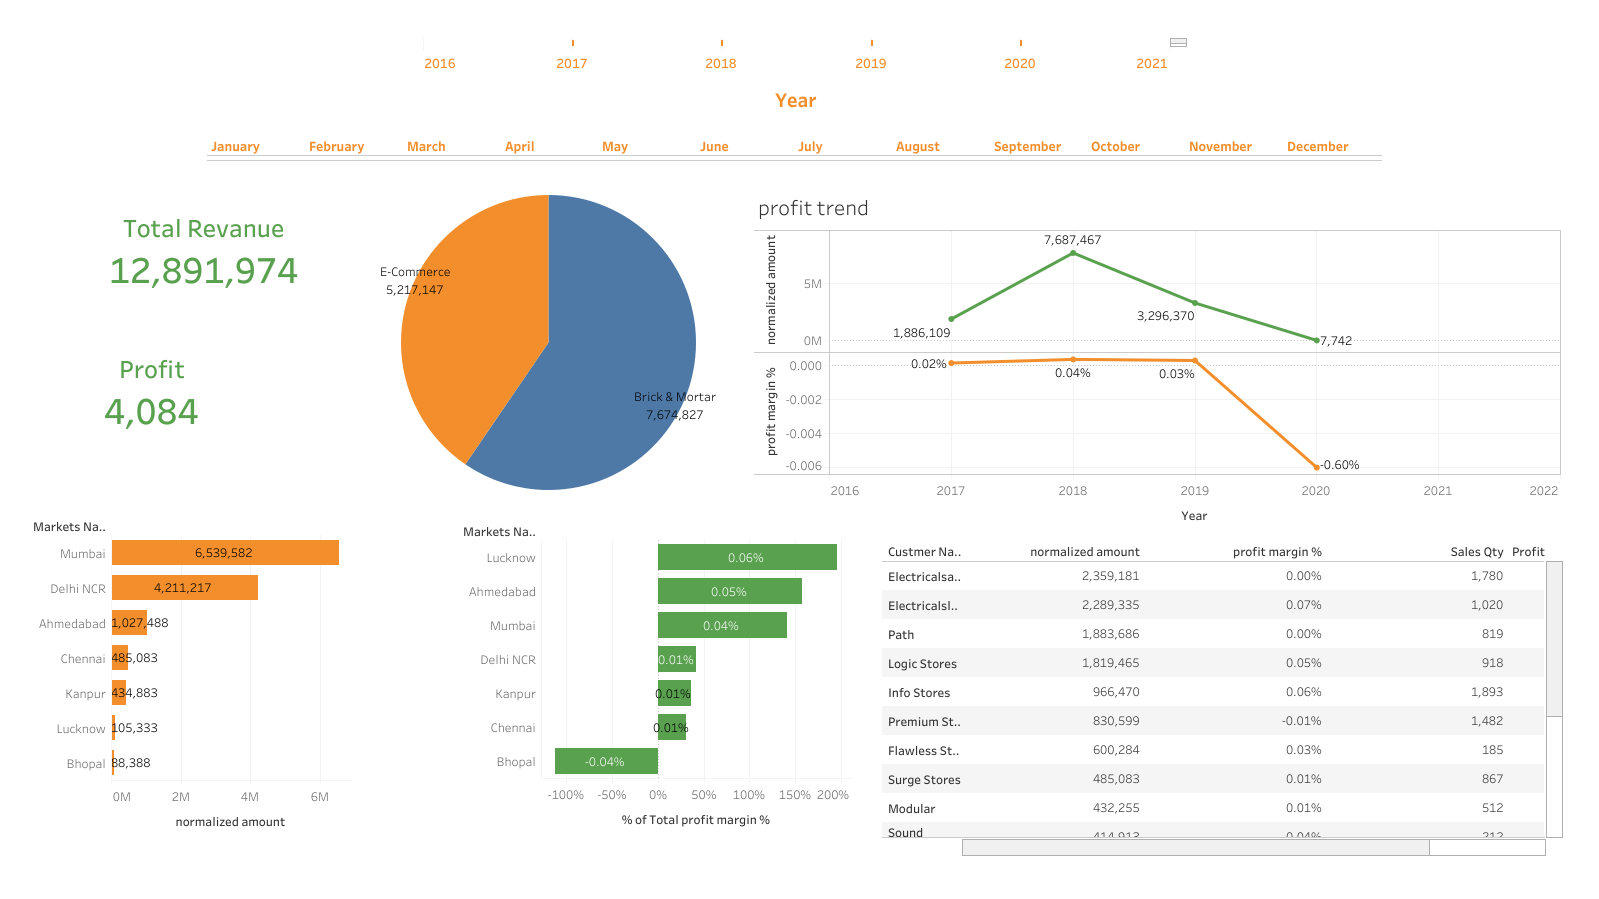 2016 2017 2018 2019 2020 2021
Year
January February March April May June July August September October November December
Total Revanue
12,891,974
Profit
4,084
E-Commerce
5,217,147
Brick & Mortar
7,674,827
profit trend
normalized amount
5M
0M
7,687,467
1,886,109
3,296,370
7,742
profit margin %
0.000
-0.002
-0.004
-0.006
0.02%
0.04%
0.03%
-0.60%
2016 2017 2018 2019 2020 2021 2022
Year
Markets Na..
Mumbai 6,539,582
Delhi NCR 4,211,217
Ahmedabad 1,027,488
Chennai 485,083
Kanpur 434,883
Lucknow 105,333
Bhopal 88,388
0M 2M 4M 6M
normalized amount
Markets Na..
Lucknow 0.06%
Ahmedabad 0.05%
Mumbai 0.04%
Delhi NCR 0.01%
Kanpur 0.01%
Chennai 0.01%
Bhopal -0.04%
-100% -50% 0% 50% 100% 150% 200%
% of Total profit margin %
Custmer Na.. normalized amount profit margin % Sales Qty Profit
Electricalsa.. 2,359,181 0.00% 1,780
Electricalsl.. 2,289,335 0.07% 1,020
Path 1,883,686 0.00% 819
Logic Stores 1,819,465 0.05% 918
Info Stores 966,470 0.06% 1,893
Premium St.. 830,599 -0.01% 1,482
Flawless St.. 600,284 0.03% 185
Surge Stores 485,083 0.01% 867
Modular 432,255 0.01% 512
Sound 414,913 0.04% 212